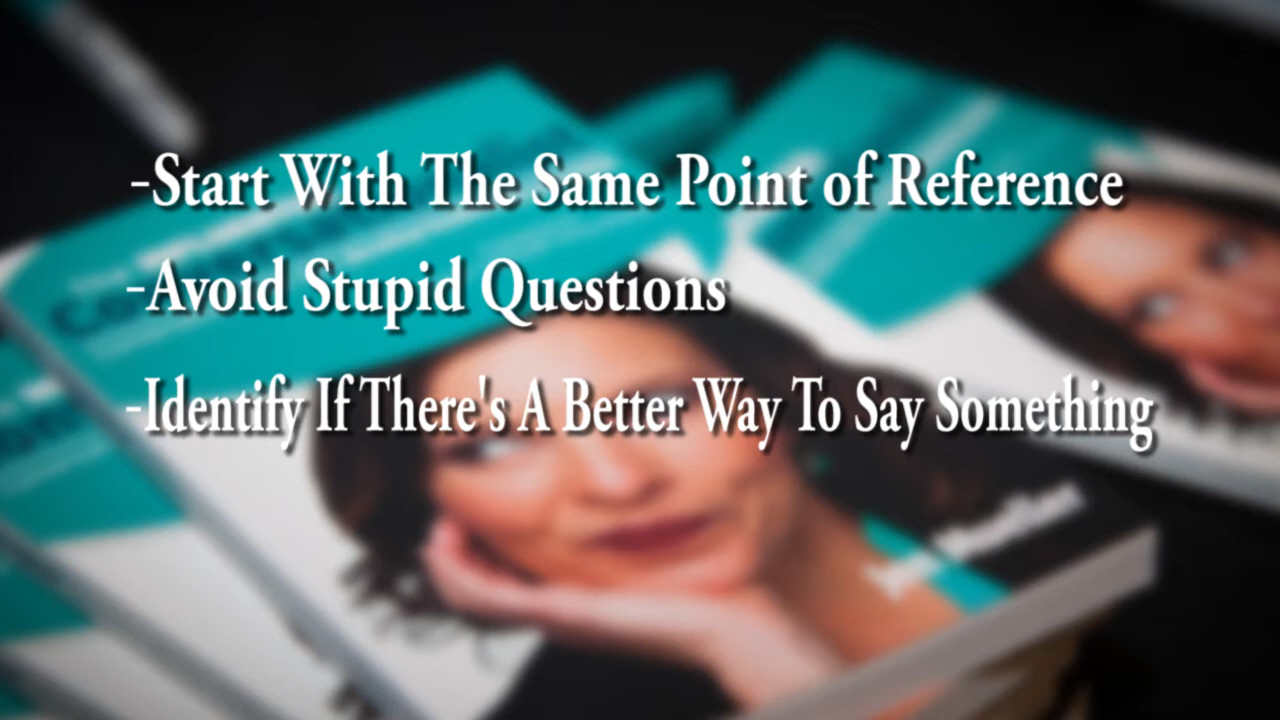 -Start With The Same Point of Reference
-Avoid Stupid Questions
-Identify If There's A Better Way To Say Something